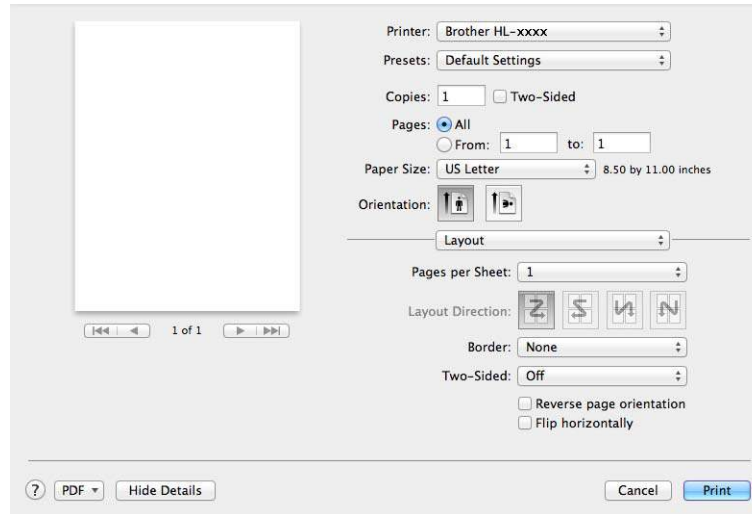 Printer: Brother HL-xxxx
Presets: Default Settings
Copies: 1 Two-Sided
Pages: All
From: 1 to: 1
Paper Size: US Letter 8.50 by 11.00 inches
Orientation:
Layout
Pages per Sheet: 1
Layout Direction:
1 of 1
Border: None
Two-Sided: Off
Reverse page orientation
Flip horizontally
? PDF Hide Details Cancel Print